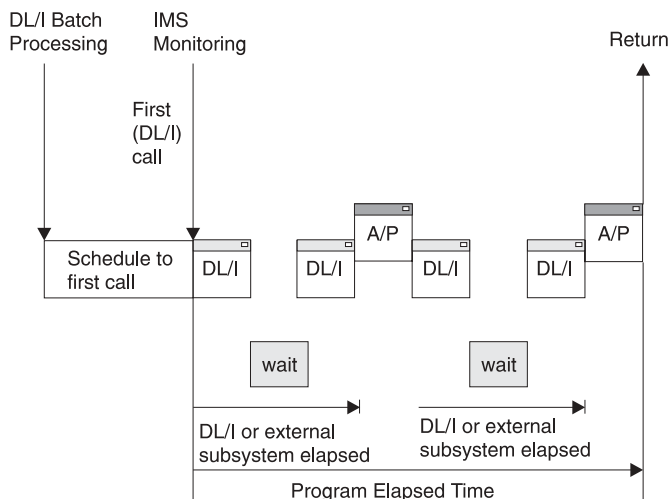 DL/I Batch
Processing
IMS
Monitoring
Return
First
(DL/I)
call
Schedule to
first call
DL/I
DL/I
A/P
DL/I
DL/I
A/P
wait
wait
DL/I or external
subsystem elapsed
DL/I or external
subsystem elapsed
Program Elapsed Time